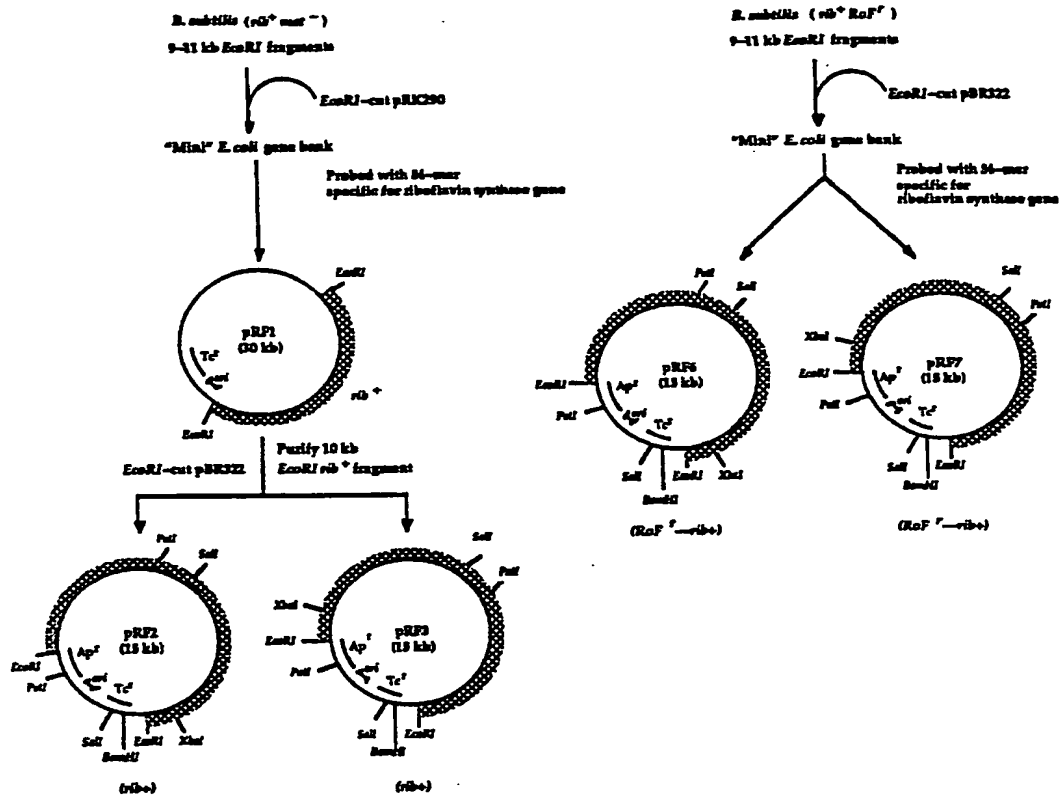 B. subtilis (rib+ met −)
9–11 kb EcoRI fragments
EcoRI–cut pRK290
"Mini" E. coli gene bank
Probed with 54–mer
specific for riboflavin synthase gene
EcoRI
pRF1
(30 kb)
Tcr
ori
rib +
EcoRI
EcoRI–cut pBR322
Purify 10 kb
EcoRI rib + fragment
PstI
SalI
pRF2
(15 kb)
EcoRI
Apr
PstI
ori
Tcr
SalI
BamHI
EcoRI
XbaI
(rib+)
SalI
PstI
XbaI
pRF3
(15 kb)
EcoRI
Apr
PstI
ori
Tcr
SalI
BamHI
EcoRI
(rib+)
B. subtilis ( rib+ RoF r )
9–11 kb EcoRI fragments
EcoRI–cut pBR322
"Mini" E. coli gene bank
Probed with 54–mer
specific for
riboflavin synthase gene
PstI
SalI
pRF6
(15 kb)
EcoRI
Apr
PstI
ori
Tcr
SalI
BamHI
EcoRI
XbaI
(RoF r—rib+)
SalI
PstI
XbaI
pRF7
(15 kb)
EcoRI
Apr
PstI
ori
Tcr
SalI
BamHI
EcoRI
(RoF r—rib+)